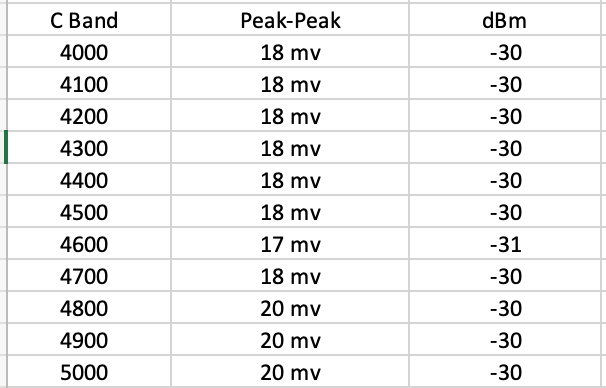 C Band Peak-Peak dBm
4000 18 mv -30
4100 18 mv -30
4200 18 mv -30
4300 18 mv -30
4400 18 mv -30
4500 18 mv -30
4600 17 mv -31
4700 18 mv -30
4800 20 mv -30
4900 20 mv -30
5000 20 mv -30